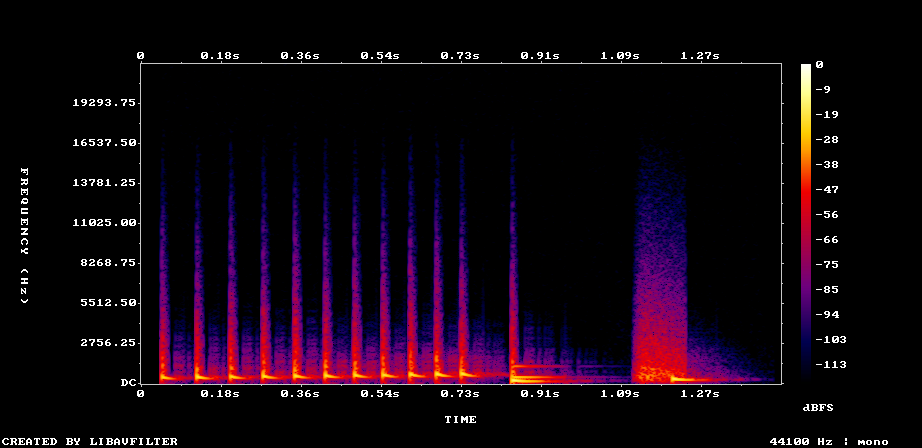 0 0.18s 0.36s 0.54s 0.73s 0.91s 1.09s 1.27s
0
19293.75
-9
-19
16537.50
-28
-38
13781.25
-47
11025.00
-56
-66
8268.75
-75
5512.50
-85
-94
2756.25
-103
-113
DC
0 0.18s 0.36s 0.54s 0.73s 0.91s 1.09s 1.27s
FREQUENCY (Hz)
TIME
dBFS
CREATED BY LIBAVFILTER
44100 Hz | mono